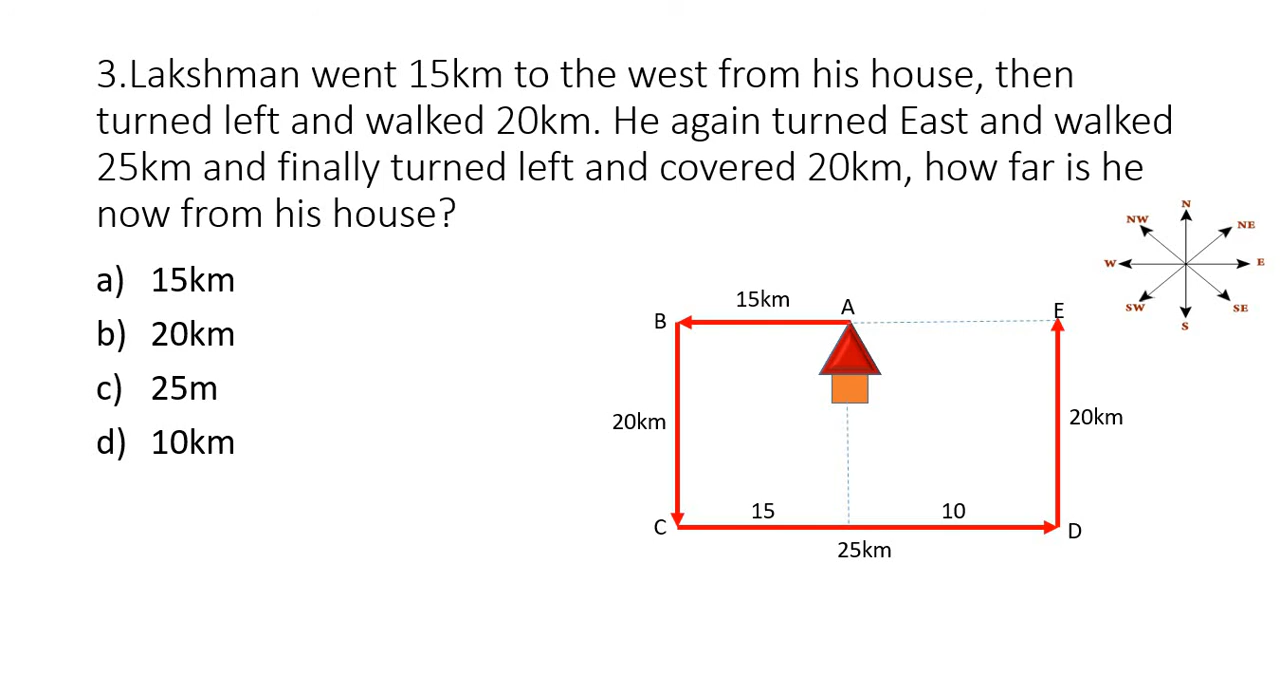 3.Lakshman went 15km to the west from his house, then
turned left and walked 20km. He again turned East and walked
25km and finally turned left and covered 20km, how far is he
now from his house?
a) 15km
b) 20km
c) 25m
d) 10km
N
NW
NE
W
E
SW
SE
S
15km
A
B
E
20km
20km
15
10
C
D
25km